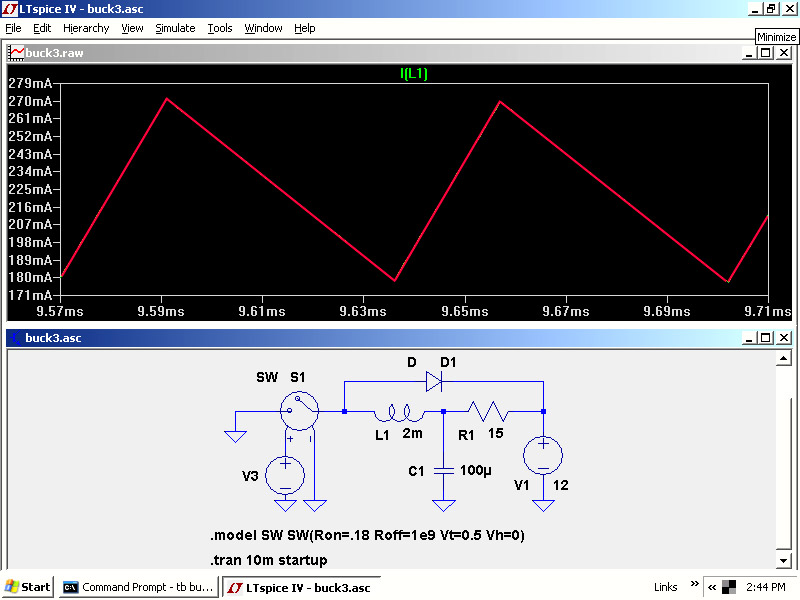 LTspice IV - buck3.asc
File Edit Hierarchy View Simulate Tools Window Help
Minimize
buck3.raw
I(L1)
279mA
270mA
261mA
252mA
243mA
234mA
225mA
216mA
207mA
198mA
189mA
180mA
171mA
9.57ms 9.59ms 9.61ms 9.63ms 9.65ms 9.67ms 9.69ms 9.71ms
buck3.asc
D D1
SW S1
L1 2m R1 15
+ -
C1 100µ
V3
V1 12
.model SW SW(Ron=.18 Roff=1e9 Vt=0.5 Vh=0)
.tran 10m startup
Start Command Prompt - tb bu... LTspice IV - buck3.asc Links » « 2:44 PM